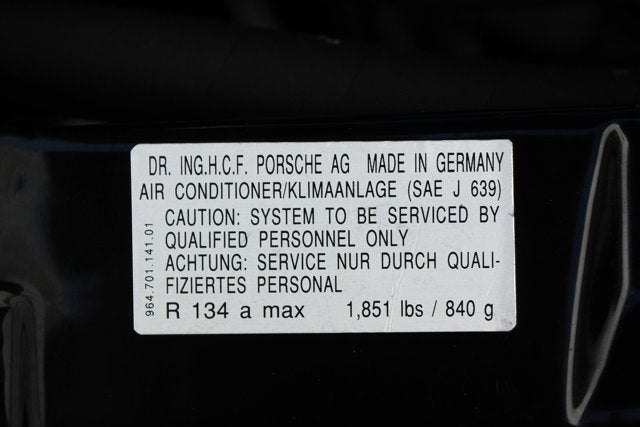 DR. ING.H.C.F. PORSCHE AG MADE IN GERMANY
AIR CONDITIONER/KLIMAANLAGE (SAE J 639)
CAUTION: SYSTEM TO BE SERVICED BY
QUALIFIED PERSONNEL ONLY
ACHTUNG: SERVICE NUR DURCH QUALI-
FIZIERTES PERSONAL
R 134 a max 1,851 lbs / 840 g
964.701.141.01